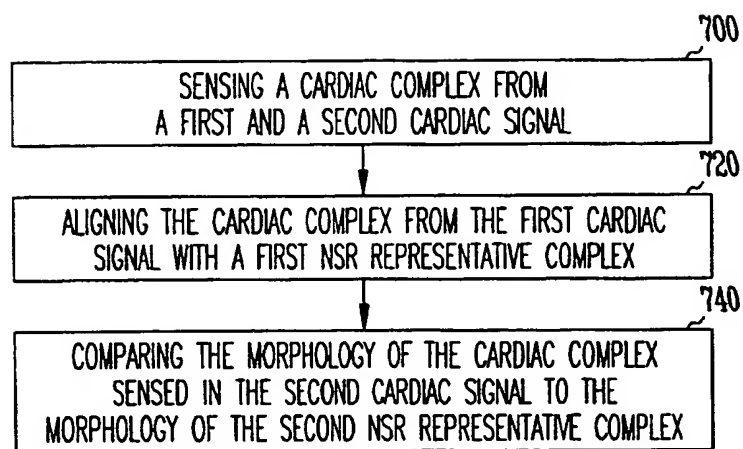 700
SENSING A CARDIAC COMPLEX FROM
A FIRST AND A SECOND CARDIAC SIGNAL
720
ALIGNING THE CARDIAC COMPLEX FROM THE FIRST CARDIAC
SIGNAL WITH A FIRST NSR REPRESENTATIVE COMPLEX
740
COMPARING THE MORPHOLOGY OF THE CARDIAC COMPLEX
SENSED IN THE SECOND CARDIAC SIGNAL TO THE
MORPHOLOGY OF THE SECOND NSR REPRESENTATIVE COMPLEX